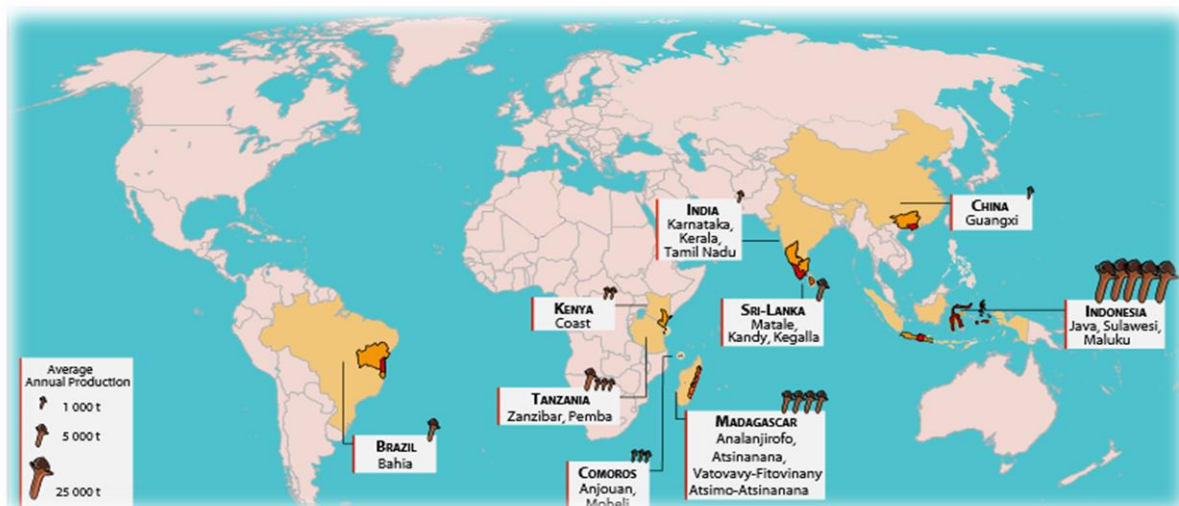 INDIA
Karnataka,
Kerala,
Tamil Nadu
CHINA
Guangxi
KENYA
Coast
SRI-LANKA
Matale,
Kandy, Kegalla
INDONESIA
Java, Sulawesi,
Maluku
TANZANIA
Zanzibar, Pemba
MADAGASCAR
Analanjirofo,
Atsinanana,
Vatovavy-Fitovinany
Atsimo-Atsinanana
BRAZIL
Bahia
COMOROS
Anjouan,
Moheli
Average
Annual Production
1 000 t
5 000 t
25 000 t